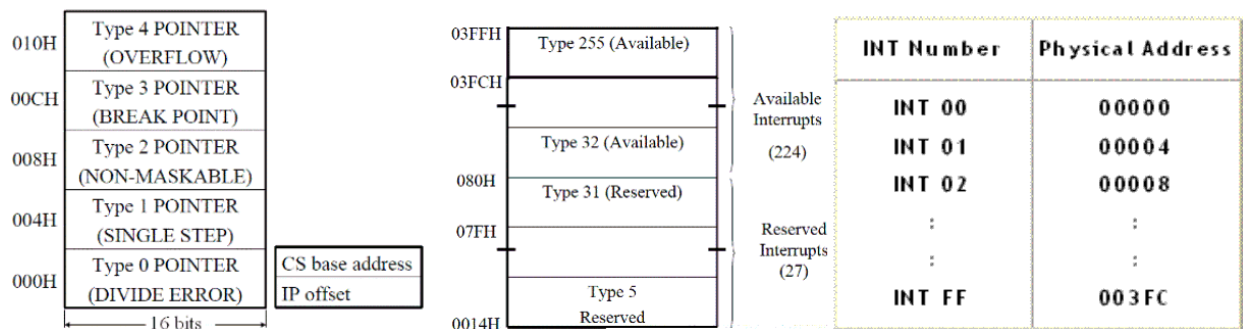 010H
Type 4 POINTER
(OVERFLOW)
00CH
Type 3 POINTER
(BREAK POINT)
008H
Type 2 POINTER
(NON-MASKABLE)
004H
Type 1 POINTER
(SINGLE STEP)
000H
Type 0 POINTER
(DIVIDE ERROR)
CS base address
IP offset
16 bits
03FFH
Type 255 (Available)
03FCH
Type 32 (Available)
080H
Type 31 (Reserved)
07FH
Type 5
Reserved
0014H
Available
Interrupts
(224)
Reserved
Interrupts
(27)
INT Number Physical Address
INT 00 00000
INT 01 00004
INT 02 00008
: :
: :
INT FF 003FC